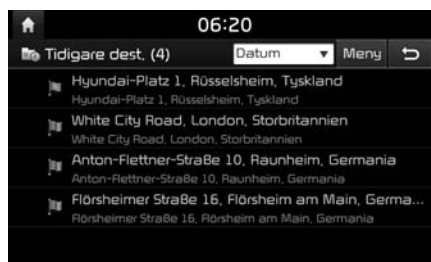 06:20
Tidigare dest. (4) Datum Meny
Hyundai-Platz 1, Rüsselsheim, Tyskland
Hyundai-Platz 1, Rüsselsheim, Tyskland
White City Road, London, Storbritannien
White City Road, London, Storbritannien
Anton-Flettner-Straße 10, Raunheim, Germania
Anton-Flettner-Straße 10, Raunheim, Germania
Flörsheimer Straße 16, Flörsheim am Main, Germa...
Flörsheimer Straße 16, Flörsheim am Main, Germania